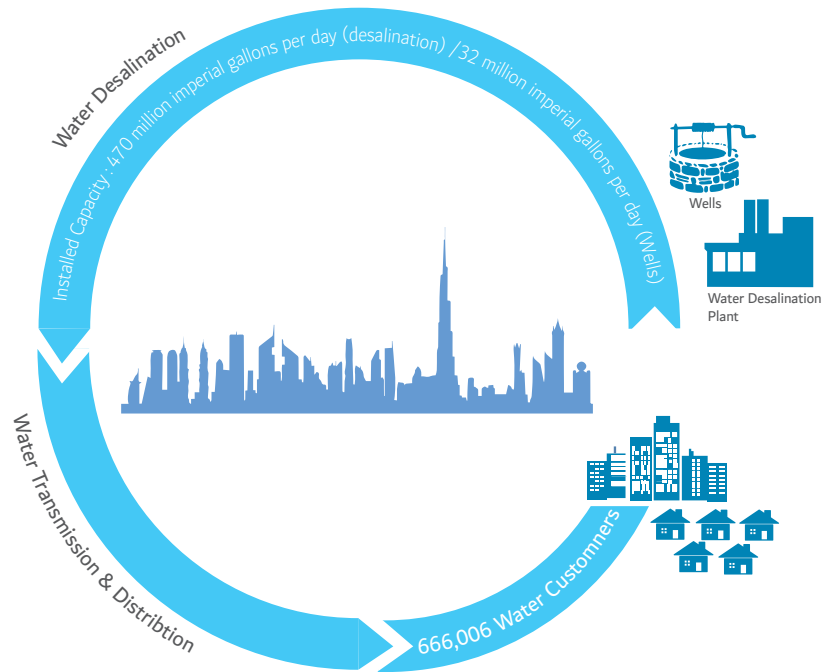 Water Desalination
Installed Capacity : 470 million imperial gallons per day (desalination) /32 million imperial gallons per day (Wells)
Wells
Water Desalination
Plant
Water Transmission & Distribtion
666,006 Water Customners